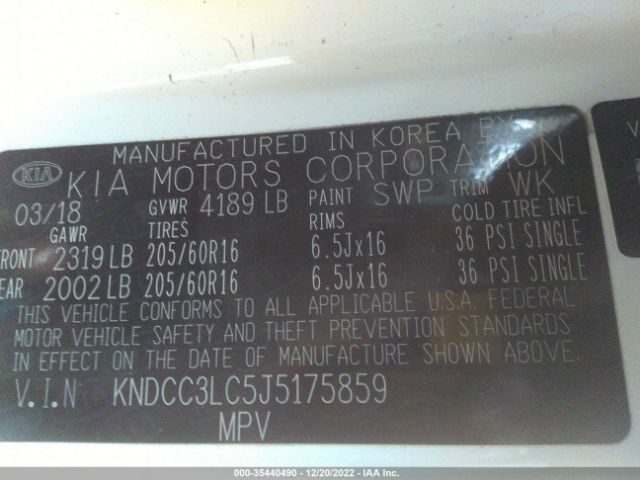 MANUFACTURED IN KOREA BY
KIA KIA MOTORS CORPORATION
03/18 GVWR 4189 LB PAINT SWP TRIM WK
GAWR TIRES RIMS COLD TIRE INFL
FRONT 2319 LB 205/60R16 6.5Jx16 36 PSI SINGLE
EAR 2002 LB 205/60R16 6.5Jx16 36 PSI SINGLE
THIS VEHICLE CONFORMS TO ALL APPLICABLE U.S.A. FEDERAL
MOTOR VEHICLE SAFETY AND THEFT PREVENTION STANDARDS
IN EFFECT ON THE DATE OF MANUFACTURE SHOWN ABOVE.
V.I.N KNDCC3LC5J5175859
MPV
000-35440490 - 12/20/2022 - IAA Inc.